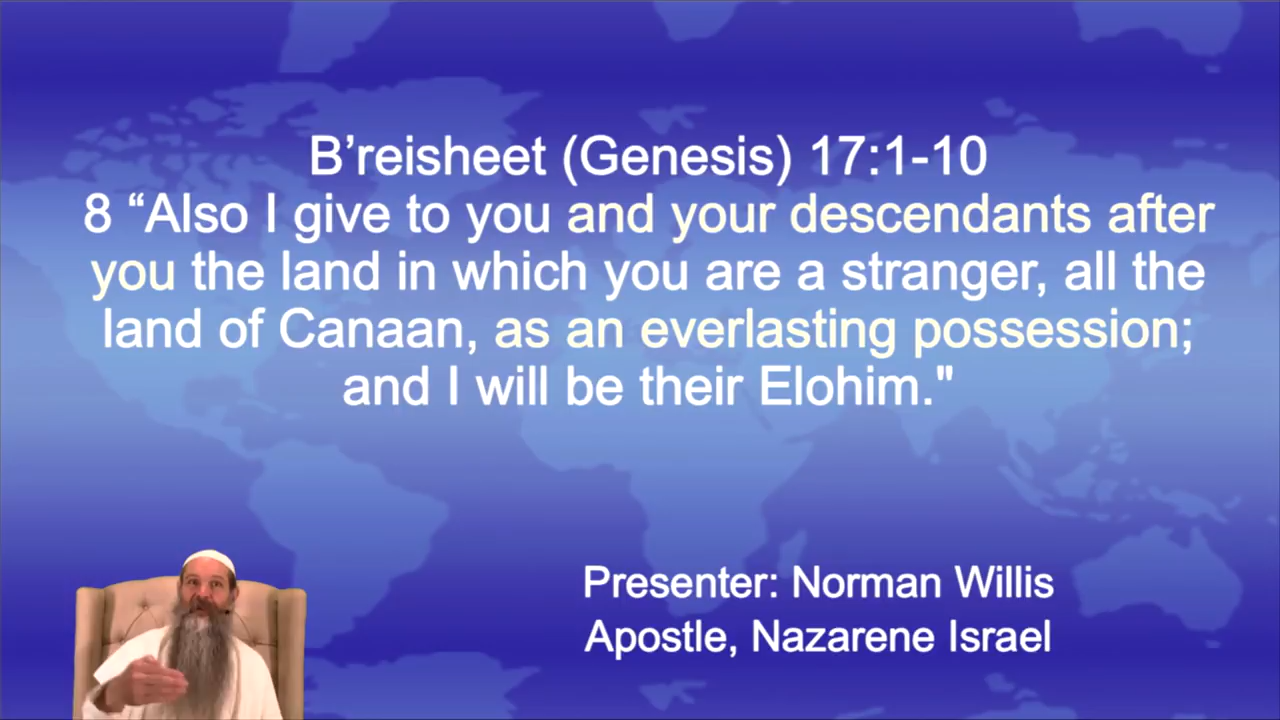 B’reisheet (Genesis) 17:1-10
8 “Also I give to you and your descendants after
you the land in which you are a stranger, all the
land of Canaan, as an everlasting possession;
and I will be their Elohim."
Presenter: Norman Willis
Apostle, Nazarene Israel